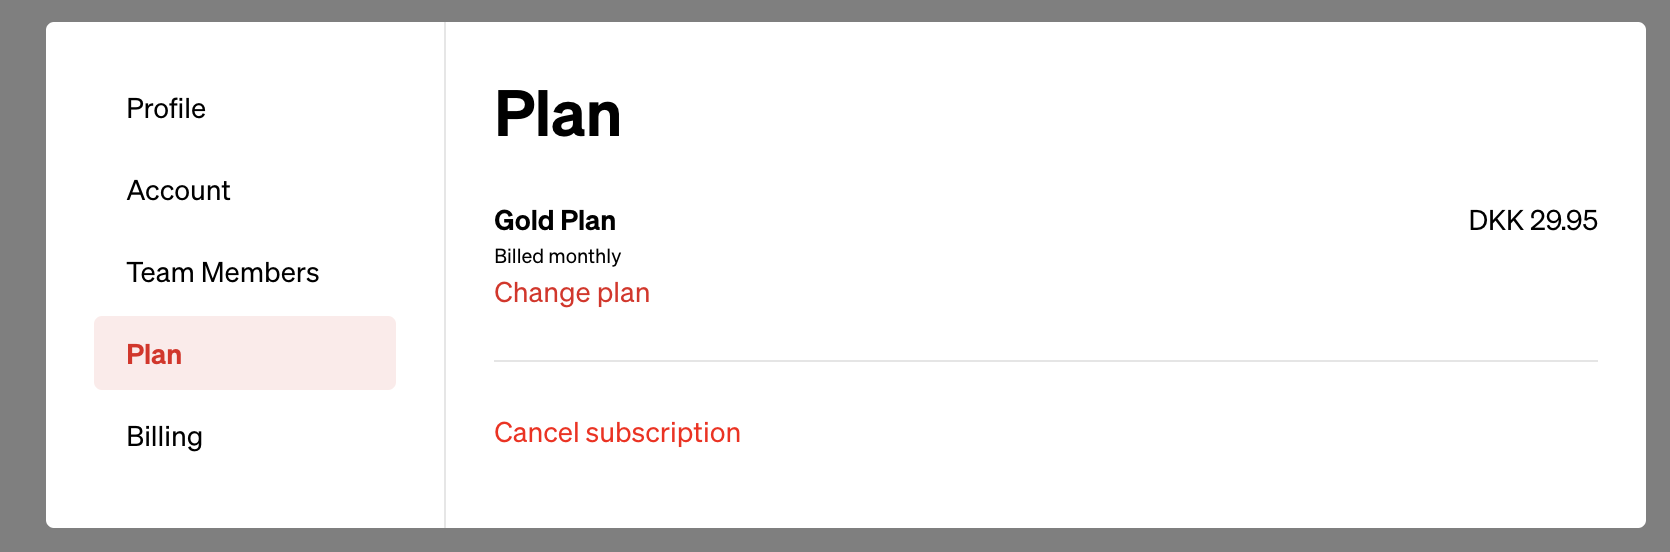 Profile
Account
Team Members
Plan
Billing
Plan
Gold Plan
DKK 29.95
Billed monthly
Change plan
Cancel subscription